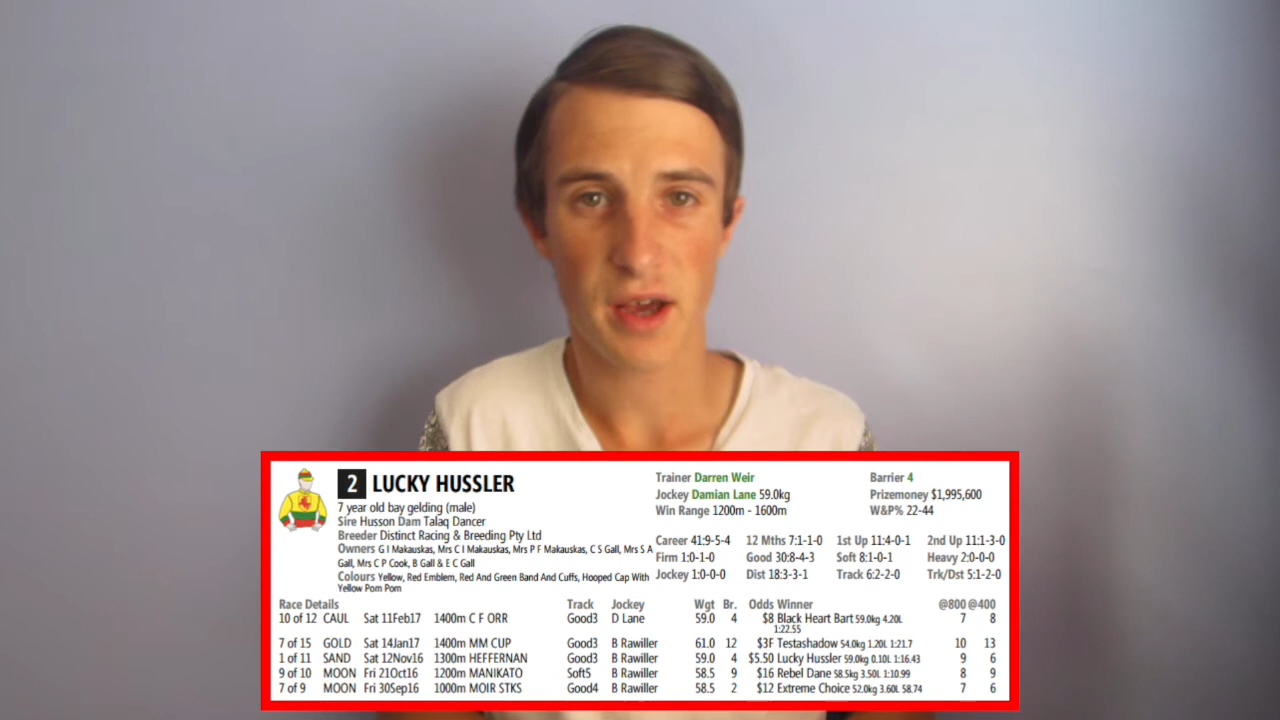 2 LUCKY HUSSLER
7 year old bay gelding (male)
Sire Husson Dam Talaq Dancer
Breeder Distinct Racing & Breeding Pty Ltd
Owners G I Makauskas, Mrs C I Makauskas, Mrs P F Makauskas, C S Gall, Mrs S A
Gall, Mrs C P Cook, B Gall & E C Gall
Colours Yellow, Red Emblem, Red And Green Band And Cuffs, Hooped Cap With
Yellow Pom Pom
Trainer Darren Weir Barrier 4
Jockey Damian Lane 59.0kg Prizemoney $1,995,600
Win Range 1200m - 1600m W&P% 22-44
Career 41:9-5-4 12 Mths 7:1-1-0 1st Up 11:4-0-1 2nd Up 11:1-3-0
Firm 1:0-1-0 Good 30:8-4-3 Soft 8:1-0-1 Heavy 2:0-0-0
Jockey 1:0-0-0 Dist 18:3-3-1 Track 6:2-2-0 Trk/Dst 5:1-2-0
Race Details Track Jockey Wgt Br. Odds Winner @800 @400
10 of 12 CAUL Sat 11Feb17 1400m C F ORR Good3 D Lane 59.0 4 $8 Black Heart Bart 59.0kg 4.20L 7 8
1:22.55
7 of 15 GOLD Sat 14Jan17 1400m MM CUP Good3 B Rawiller 61.0 12 $3F Testashadow 54.0kg 1.20L 1:21.7 10 13
1 of 11 SAND Sat 12Nov16 1300m HEFFERNAN Good3 B Rawiller 59.0 4 $5.50 Lucky Hussler 59.0kg 0.10L 1:16.43 9 6
9 of 10 MOON Fri 21Oct16 1200m MANIKATO Soft5 B Rawiller 58.5 9 $16 Rebel Dane 58.5kg 3.50L 1:10.99 8 9
7 of 9 MOON Fri 30Sep16 1000m MOIR STKS Good4 B Rawiller 58.5 2 $12 Extreme Choice 52.0kg 3.60L 58.74 7 6